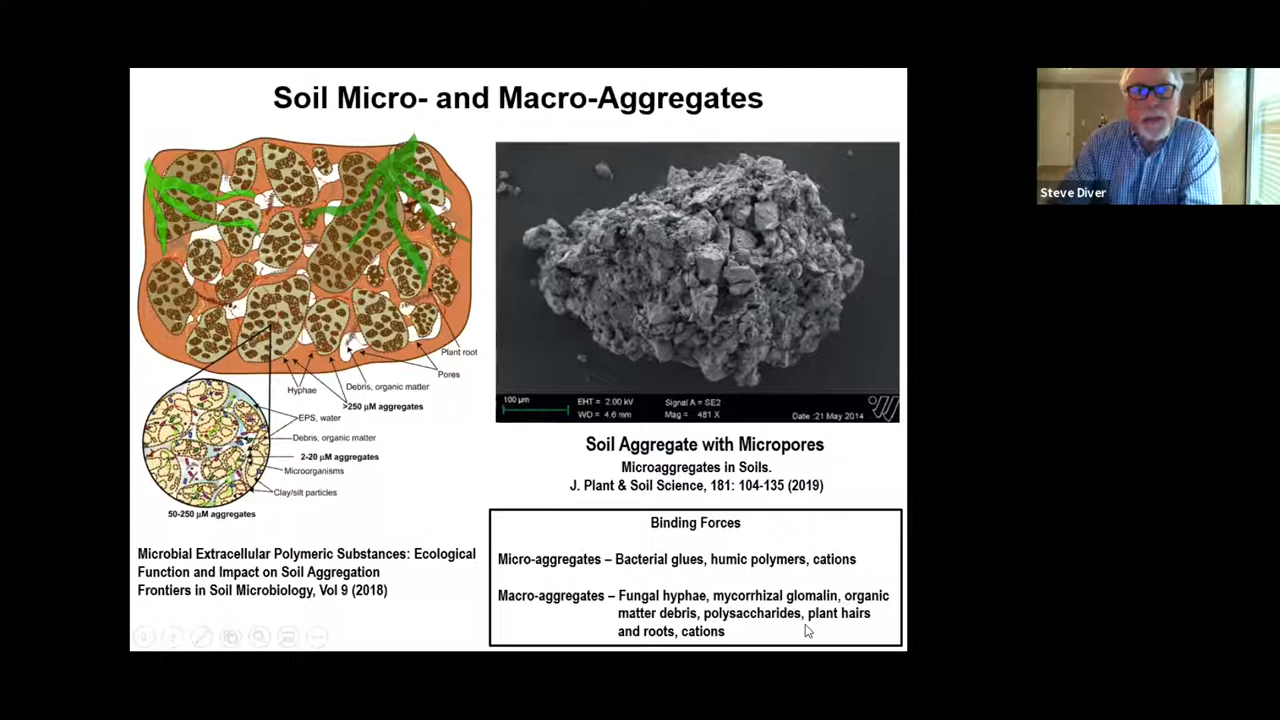 Soil Micro- and Macro-Aggregates
Plant root
Pores
Hyphae
Debris, organic matter
>250 µM aggregates
EPS, water
Debris, organic matter
2-20 µM aggregates
Microorganisms
Clay/silt particles
50-250 µM aggregates
Microbial Extracellular Polymeric Substances: Ecological
Function and Impact on Soil Aggregation
Frontiers in Soil Microbiology, Vol 9 (2018)
100 µm
EHT = 2.00 kV
Signal A = SE2
WD = 4.6 mm
Mag = 481 X
Date :21 May 2014
Soil Aggregate with Micropores
Microaggregates in Soils.
J. Plant & Soil Science, 181: 104-135 (2019)
Binding Forces
Micro-aggregates – Bacterial glues, humic polymers, cations
Macro-aggregates – Fungal hyphae, mycorrhizal glomalin, organic
matter debris, polysaccharides, plant hairs
and roots, cations
Steve Diver